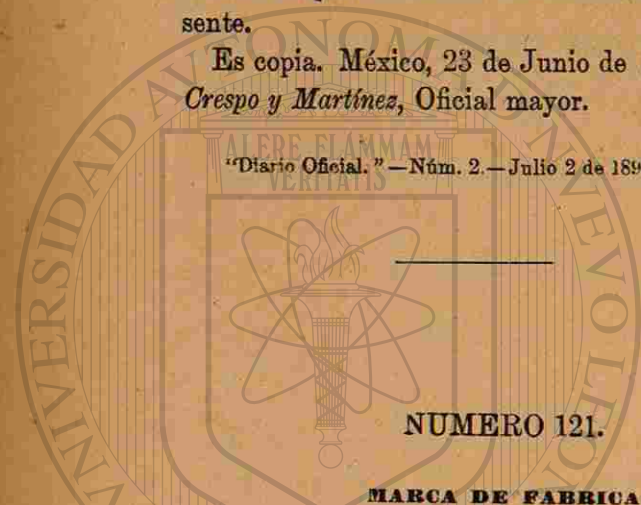 sente.
Es copia. México, 23 de Junio de
Crespo y Martínez, Oficial mayor.
"Diario Oficial."—Núm. 2.—Julio 2 de 189
NUMERO 121.
MARCA DE FABRICA
ALERE FLAMMAM
VERITATIS